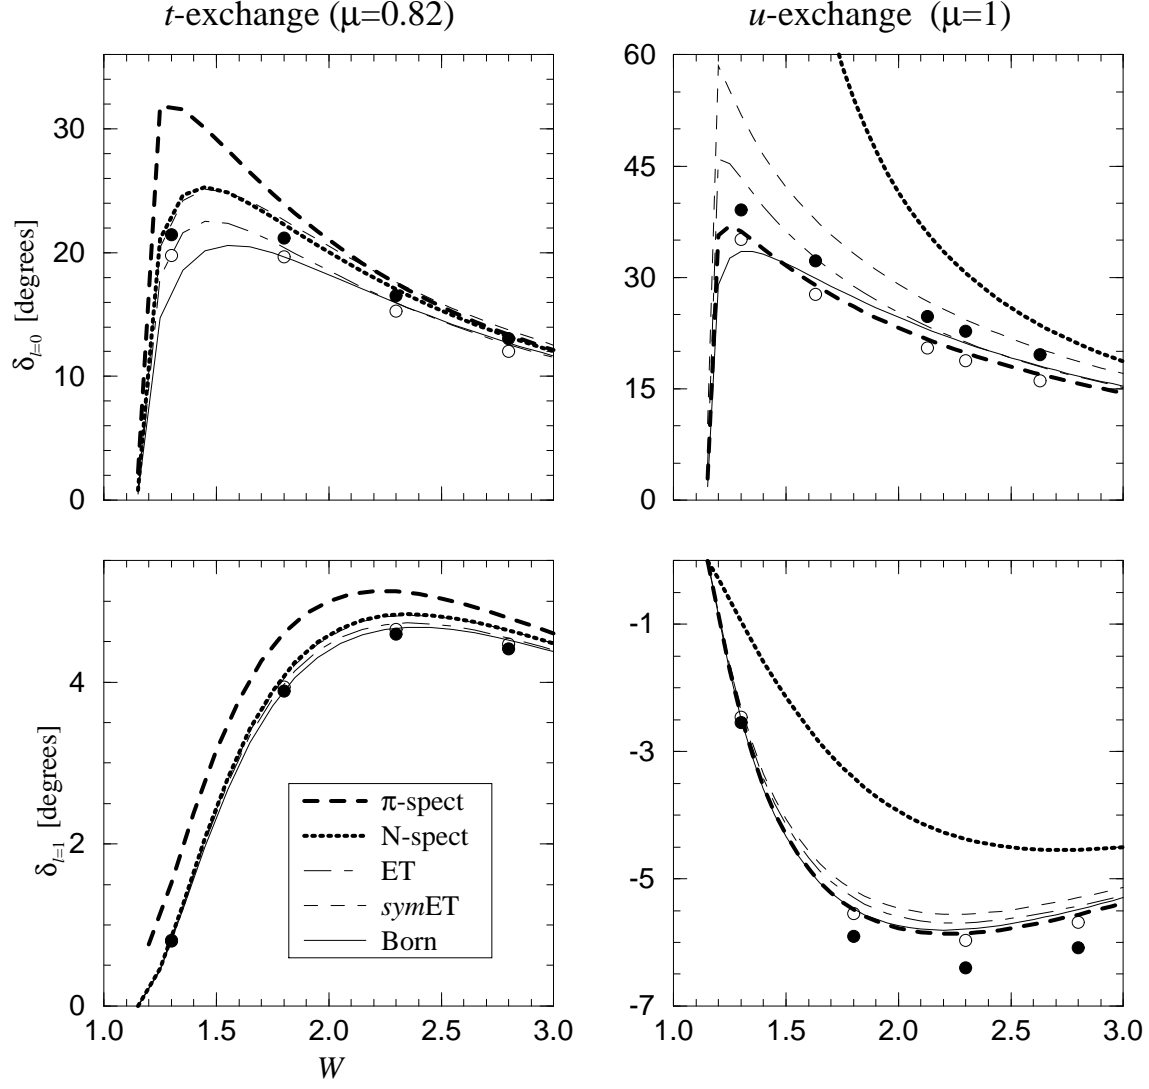 t-exchange (μ=0.82)
u-exchange (μ=1)
30
20
10
0
δl=0 [degrees]
60
45
30
15
0
4
2
0
δl=1 [degrees]
π-spect
N-spect
ET
symET
Born
1.0 1.5 2.0 2.5 3.0
W
-1
-3
-5
-7
1.0 1.5 2.0 2.5 3.0